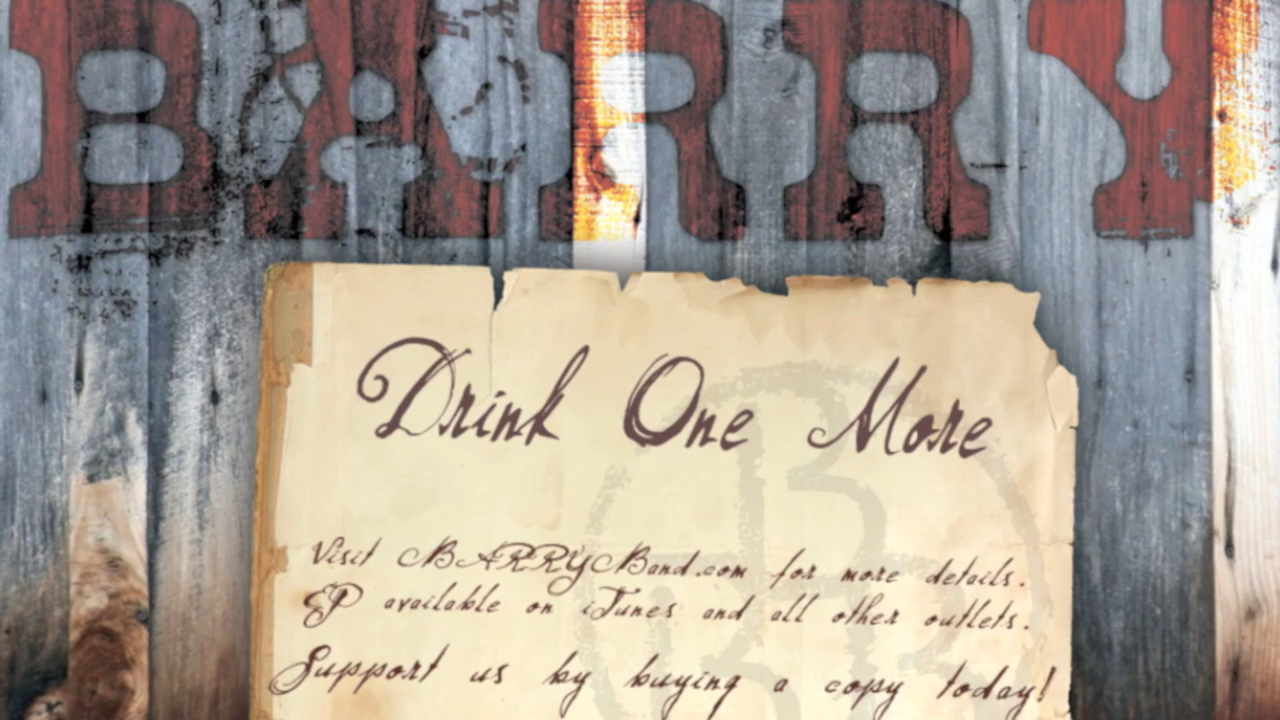 BARRY
Drink One More
Visit BARRYBand.com for more details.
EP available on iTunes and all other outlets.
Support us by buying a copy today!